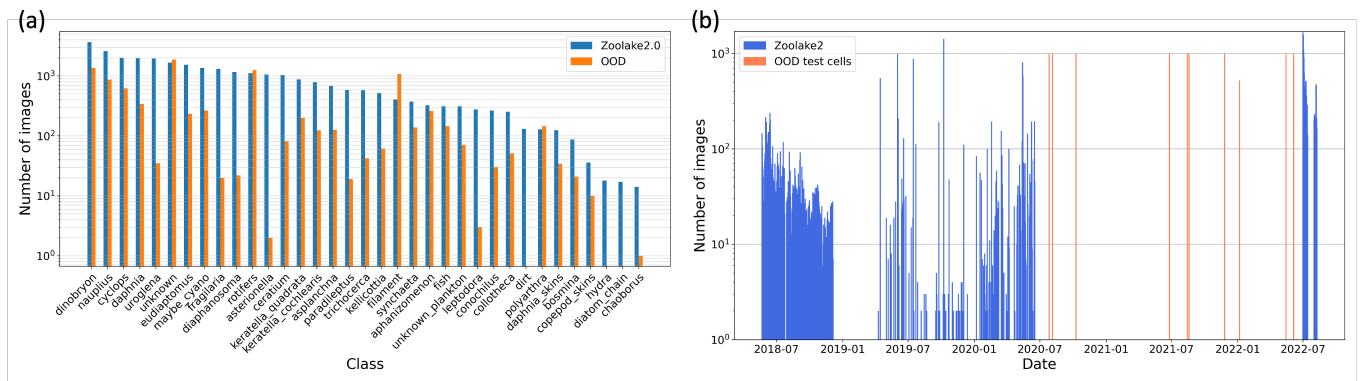 (a)
Number of images
10³
10²
10¹
10⁰
Zoolake2.0
OOD
dinobryon
nauplius
cyclops
daphnia
urogena
unknown
eudiaptomus
maybe_cyano
fragilaria
diaphanosoma
rotifers
asterionella
ceratium
keratella_quadrata
keratella_cochlearis
asplanchna
paradileptus
trichocerca
kellicottia
filament
synchaeta
aphanizomenon
fish
unknown_plankton
leptodora
conochilus
collotheca
dirt
polyarthra
daphnia_skins
bosmina
copepod_skins
hydra
diatom_chain
chaoborus
Class
(b)
Number of images
10³
10²
10¹
10⁰
Zoolake2
OOD test cells
2018-07 2019-01 2019-07 2020-01 2020-07 2021-01 2021-07 2022-01 2022-07
Date